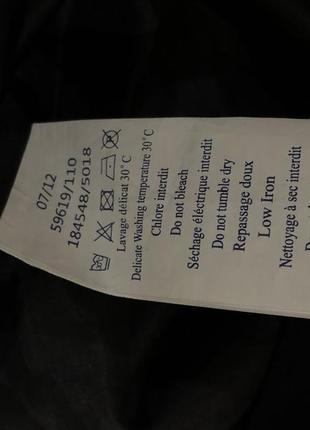 07/12
59619/110
184548/5018
Lavage délicat 30°C
Delicate Washing temperature 30°C
Chlore interdit
Do not bleach
Séchage éléctrique interdit
Do not tumble dry
Repassage doux
Low Iron
Nettoyage à sec interdit